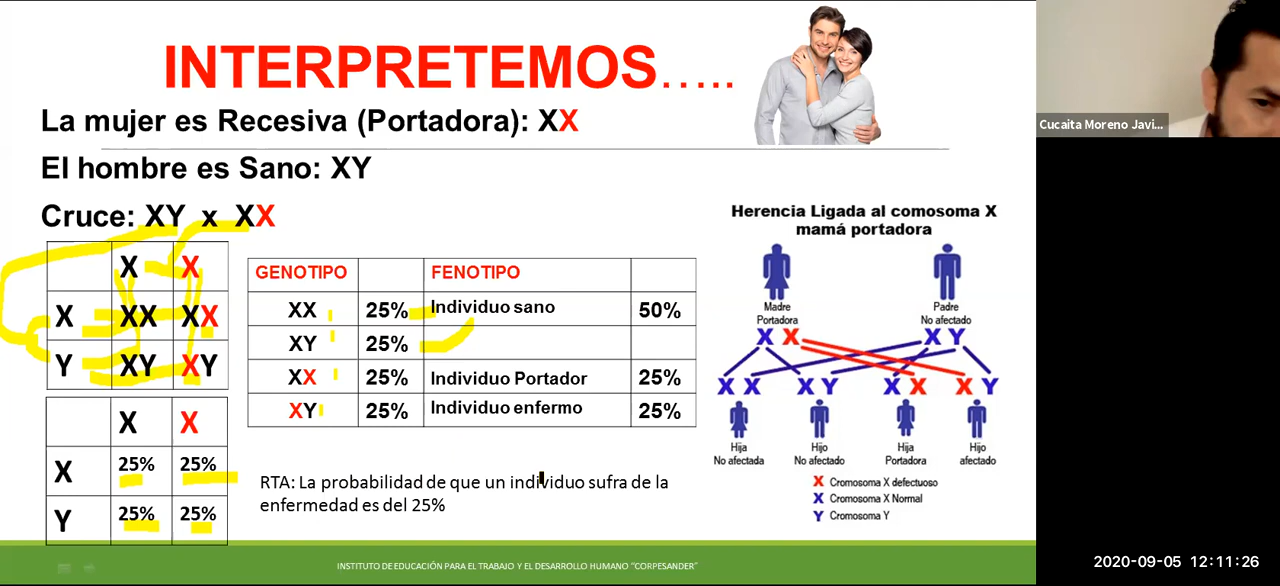 INTERPRETEMOS.....
La mujer es Recesiva (Portadora): XX
El hombre es Sano: XY
Cruce: XY x XX
X X
X XX XX
Y XY XY
X X
X 25% 25%
Y 25% 25%
GENOTIPO FENOTIPO
XX 25% Individuo sano 50%
XY 25%
XX 25% Individuo Portador 25%
XY 25% Individuo enfermo 25%
RTA: La probabilidad de que un individuo sufra de la
enfermedad es del 25%
Herencia Ligada al comosoma X
mamá portadora
Madre Padre
Portadora No afectado
X X X Y
X X X Y X X X Y
Hija Hijo Hija Hijo
No afectada No afectado Portadora afectado
X Cromosoma X defectuoso
X Cromosoma X Normal
Y Cromosoma Y
INSTITUTO DE EDUCACIÓN PARA EL TRABAJO Y EL DESARROLLO HUMANO "CORPESANDER"
Cucaita Moreno Javi...
2020-09-05 12:11:26